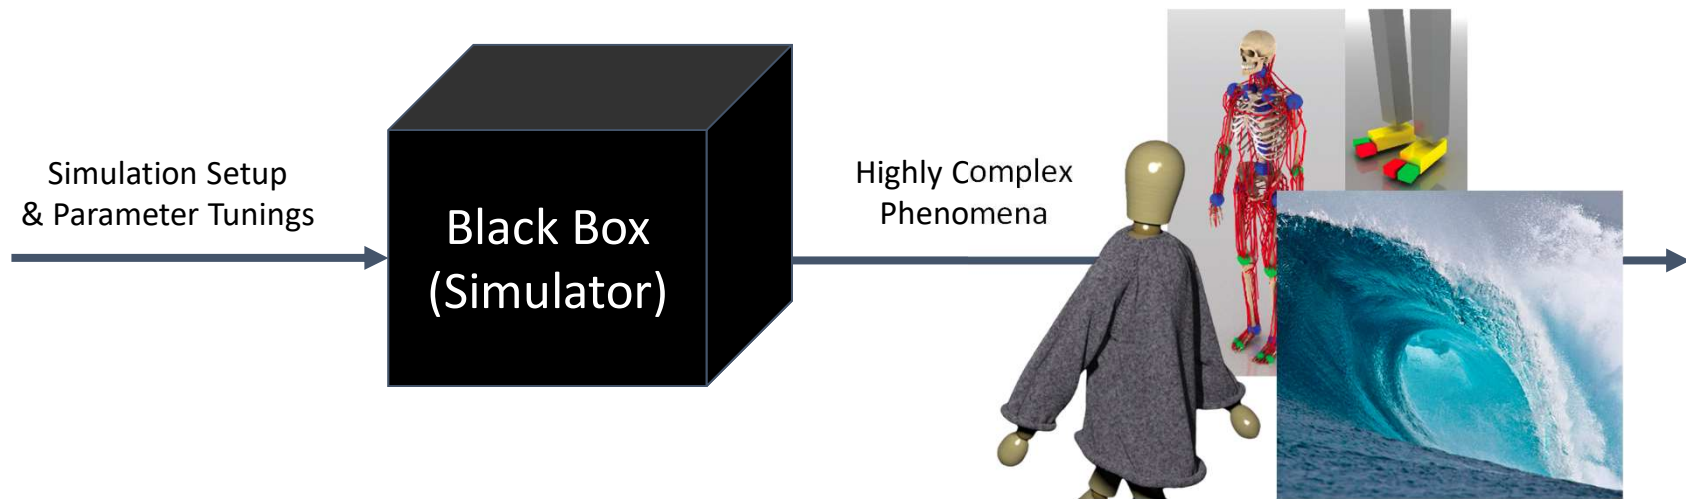 Simulation Setup
& Parameter Tunings
Black Box
(Simulator)
Highly Complex
Phenomena